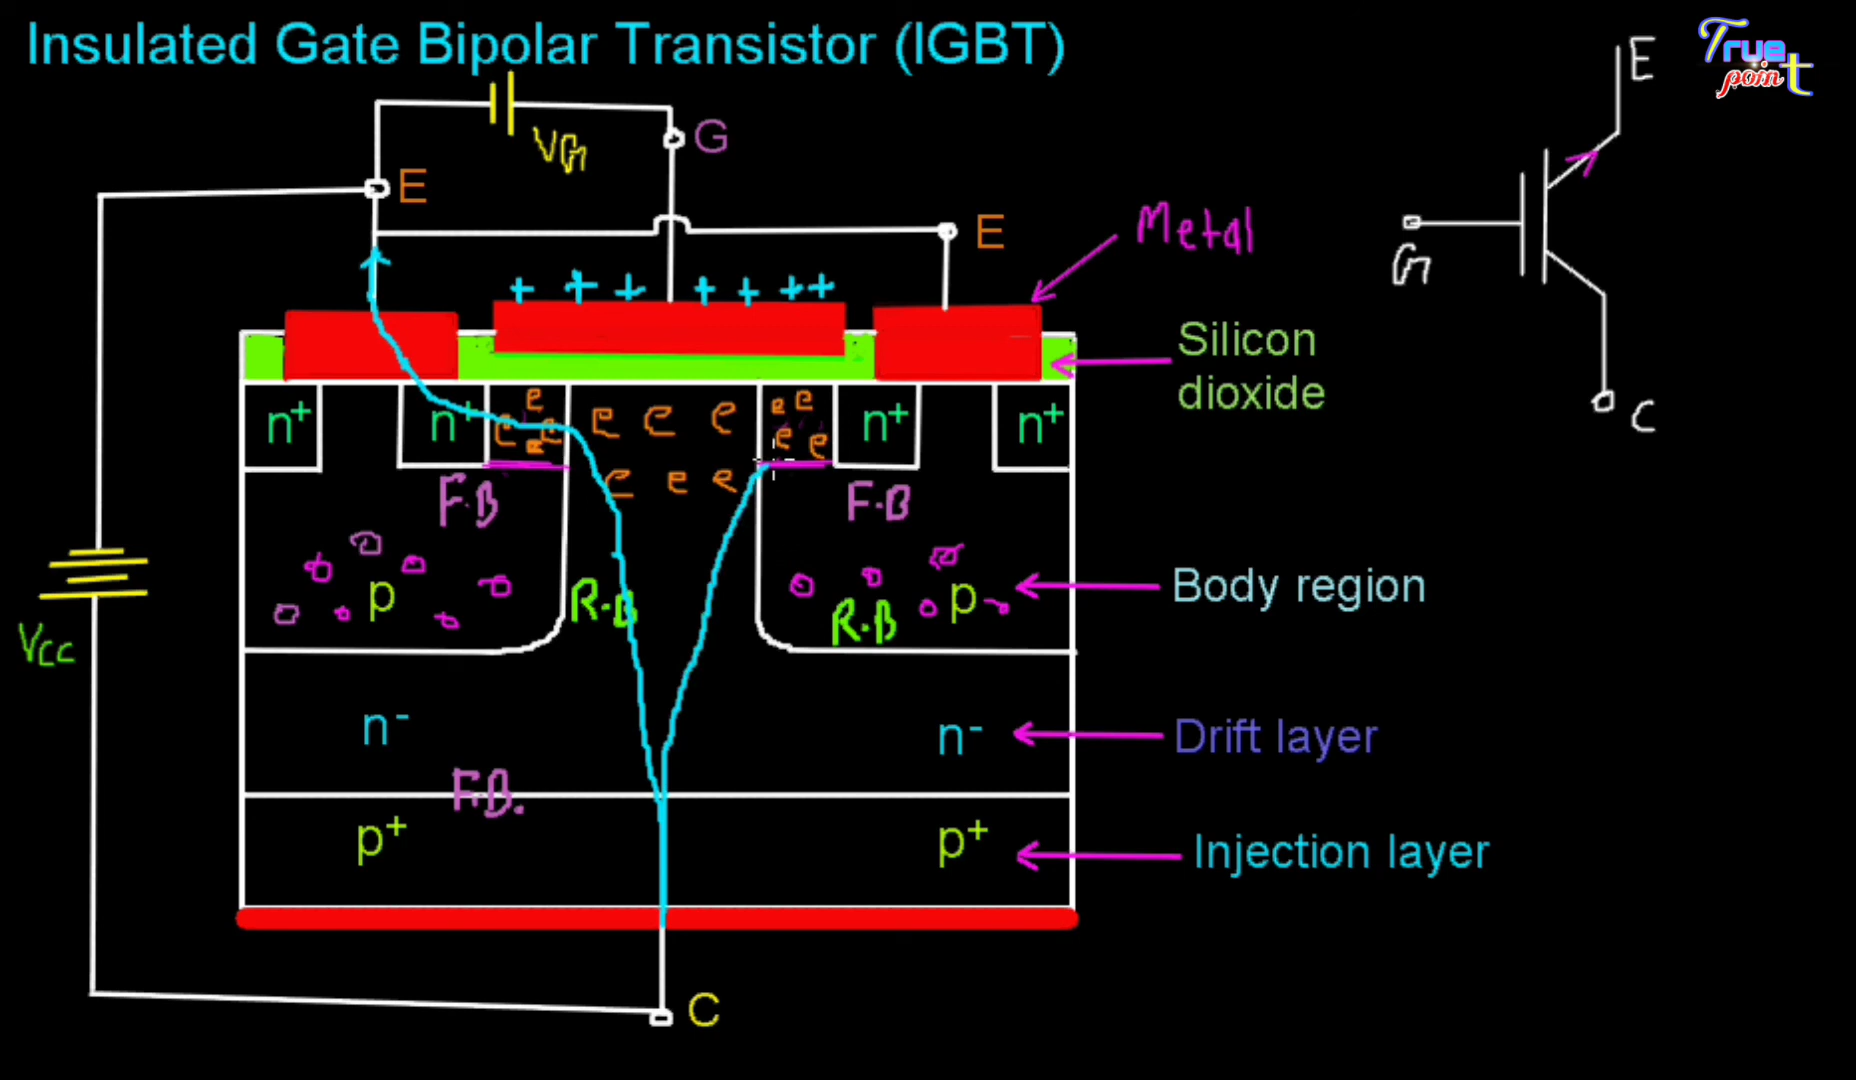 Insulated Gate Bipolar Transistor (IGBT)
True
point
E
G
C
VG
G
E
E
Metal
+ + + + + ++
Silicon
dioxide
n+ n+ n+ n+
e e e e e e e e e e
e e e e
F.B F.B
R.B R.B
p p
Body region
VCC
n- n-
Drift layer
F.B.
p+ p+
Injection layer
C